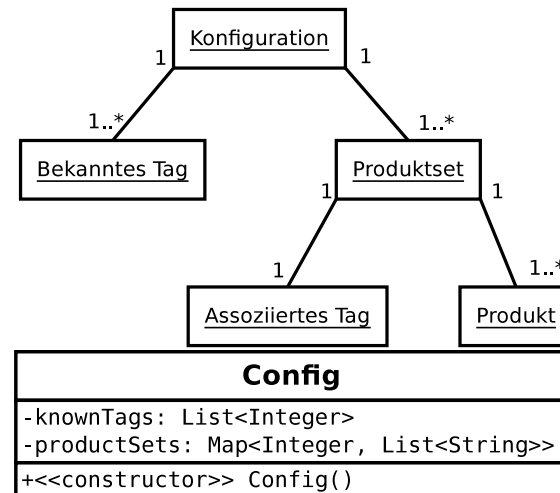 Konfiguration
1
1
1..*
1..*
Bekanntes Tag
Produktset
1
1
1
1..*
Assoziiertes Tag
Produkt
Config
-knownTags: List<Integer>
-productSets: Map<Integer, List<String>>
+<<constructor>> Config()